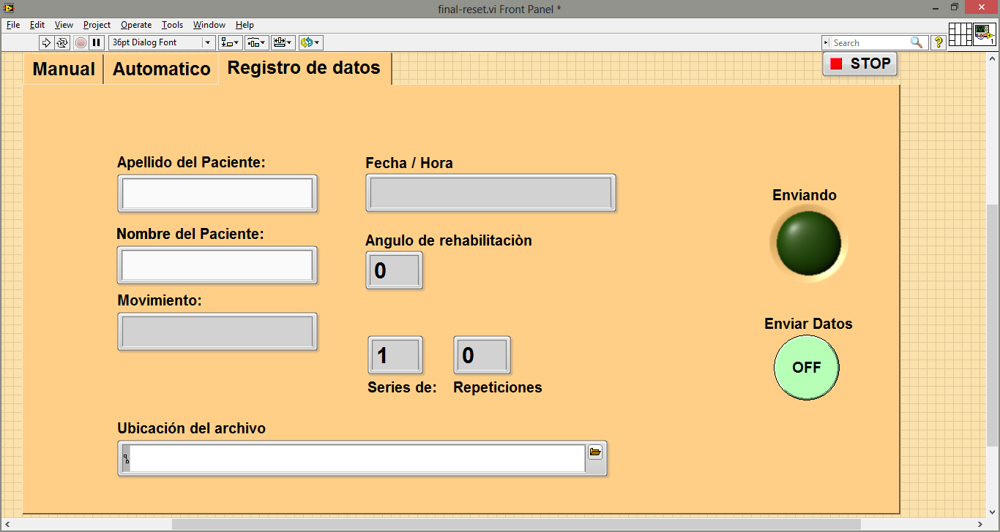 final-reset.vi Front Panel *
File Edit View Project Operate Tools Window Help
36pt Dialog Font
Search
?
1
Manual Automatico Registro de datos
STOP
Apellido del Paciente:
Fecha / Hora
Enviando
Nombre del Paciente:
Angulo de rehabilitaciòn
0
Movimiento:
Enviar Datos
OFF
1 0
Series de: Repeticiones
Ubicación del archivo